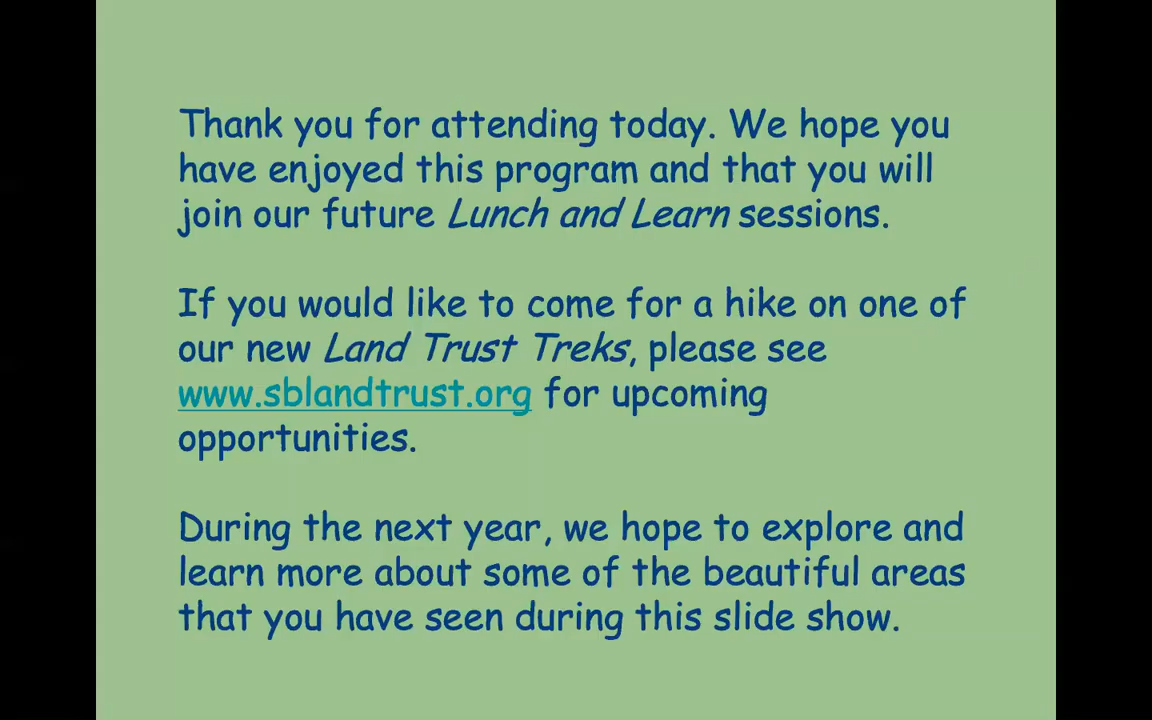 Thank you for attending today. We hope you
have enjoyed this program and that you will
join our future Lunch and Learn sessions.
If you would like to come for a hike on one of
our new Land Trust Treks, please see
www.sblandtrust.org for upcoming
opportunities.
During the next year, we hope to explore and
learn more about some of the beautiful areas
that you have seen during this slide show.